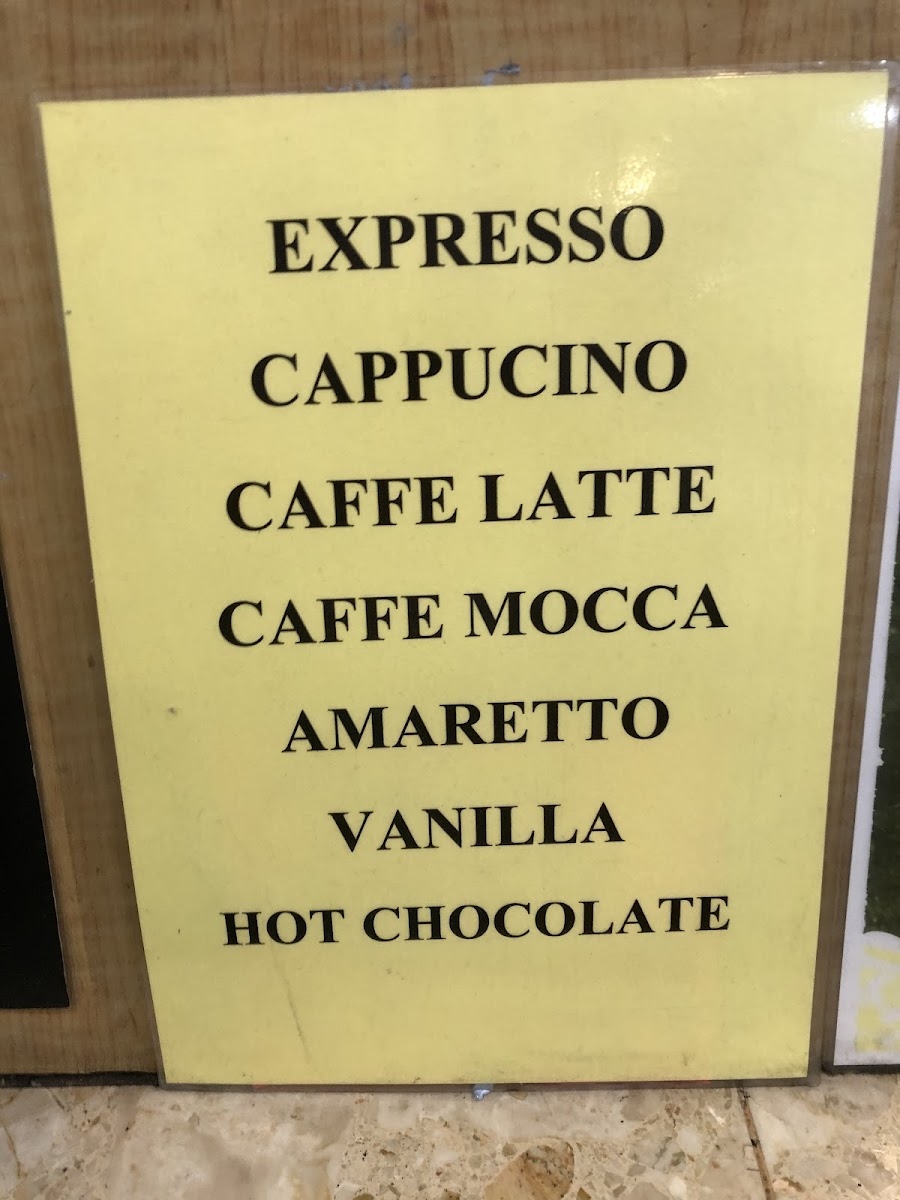 EXPRESSO
CAPPUCINO
CAFFE LATTE
CAFFE MOCCA
AMARETTO
VANILLA
HOT CHOCOLATE